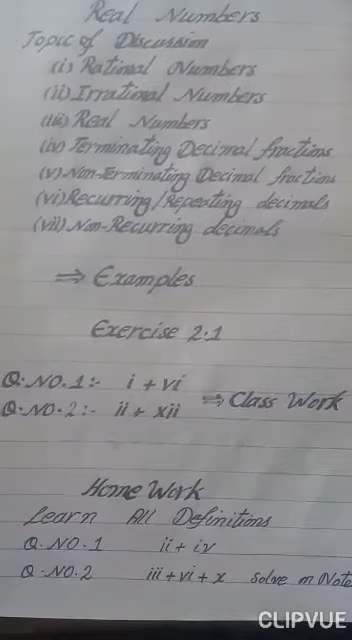 Real Numbers
Topic of Discussion
(i) Rational Numbers
(ii) Irrational Numbers
(iii) Real Numbers
(iv) Terminating Decimal fractions
(v) Non-Terminating Decimal fractions
(vi) Recurring/Repeating decimals
(vii) Non-Recurring decimals
⇒ Examples
Exercise 2.1
Q.NO.1:- i + vi
⇒ Class Work
Q.NO.2:- ii + xii
Home Work
Learn All Definitions
Q.NO.1 ii + iv
Q.NO.2 iii + vi + x Solve on Note
CLIPVUE